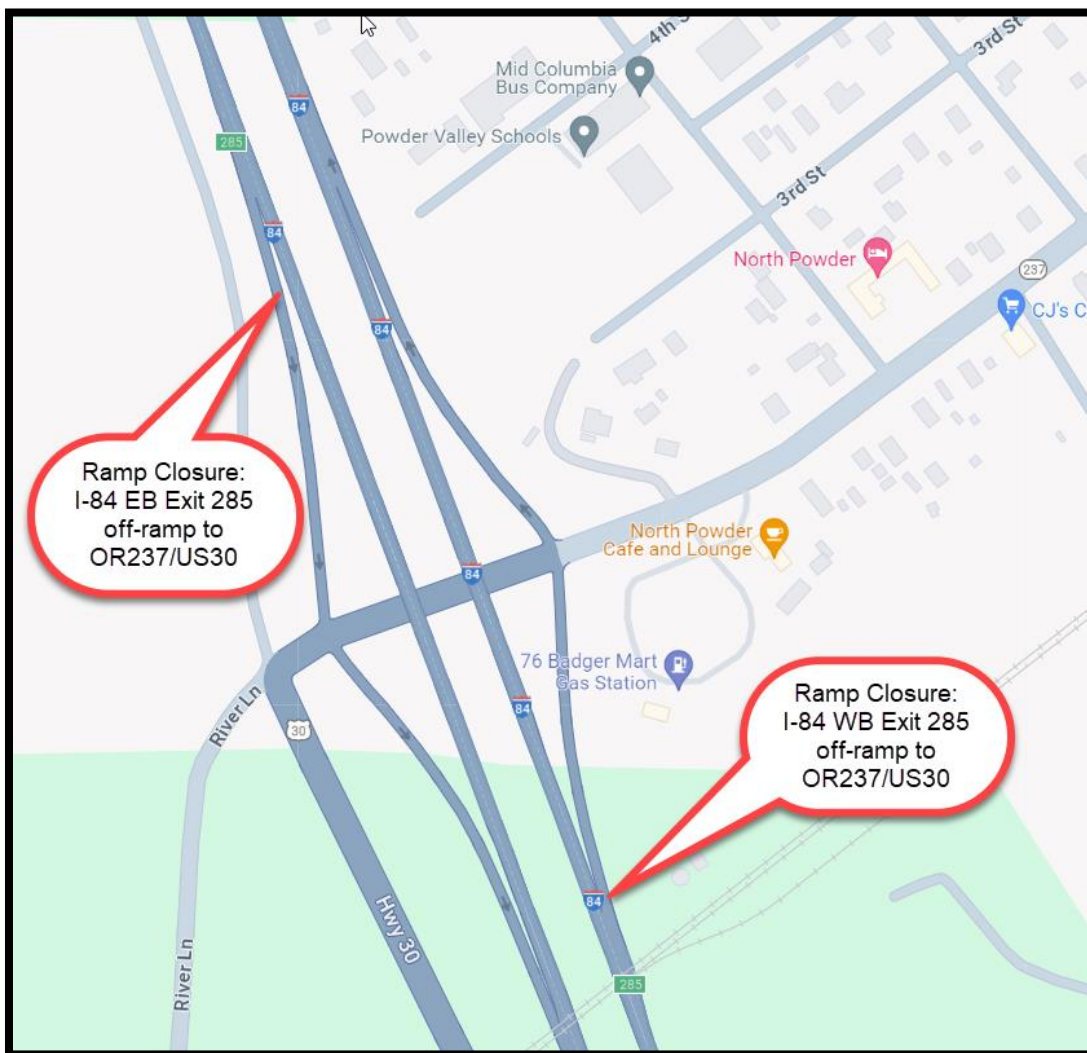 4th S
3rd St
84
Mid Columbia
Bus Company
285
Powder Valley Schools
3rd St
84
North Powder
237
CJ's C
84
Ramp Closure:
I-84 EB Exit 285
off-ramp to
OR237/US30
North Powder
Cafe and Lounge
84
76 Badger Mart
Gas Station
River Ln
30
84
Ramp Closure:
I-84 WB Exit 285
off-ramp to
OR237/US30
84
Hwy 30
River Ln
285